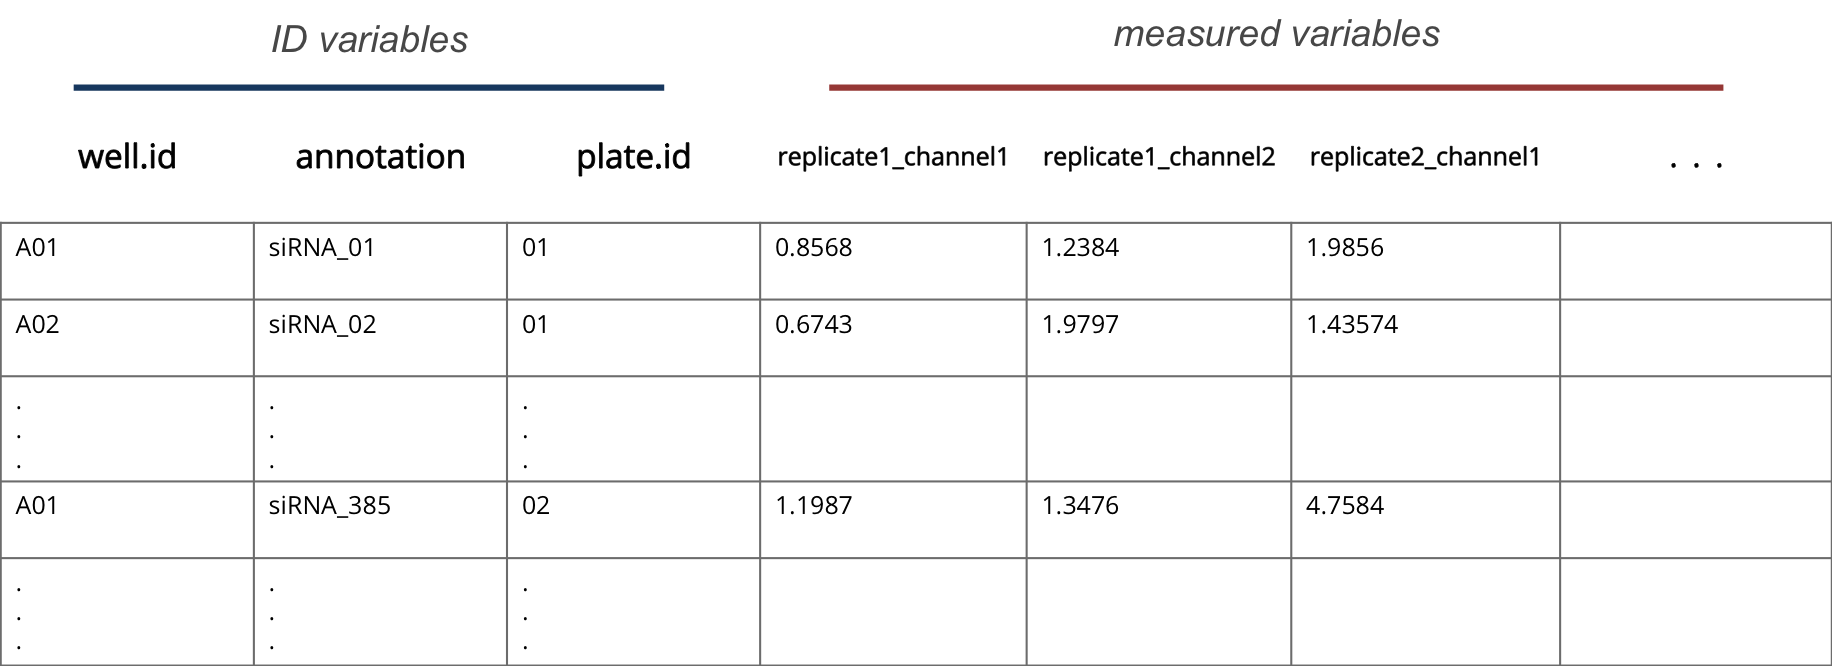 ID variables measured variables
well.id annotation plate.id replicate1_channel1 replicate1_channel2 replicate2_channel1 . . .
A01 siRNA_01 01 0.8568 1.2384 1.9856
A02 siRNA_02 01 0.6743 1.9797 1.43574
. . .
. . .
. . .
A01 siRNA_385 02 1.1987 1.3476 4.7584
. . .
. . .
. . .